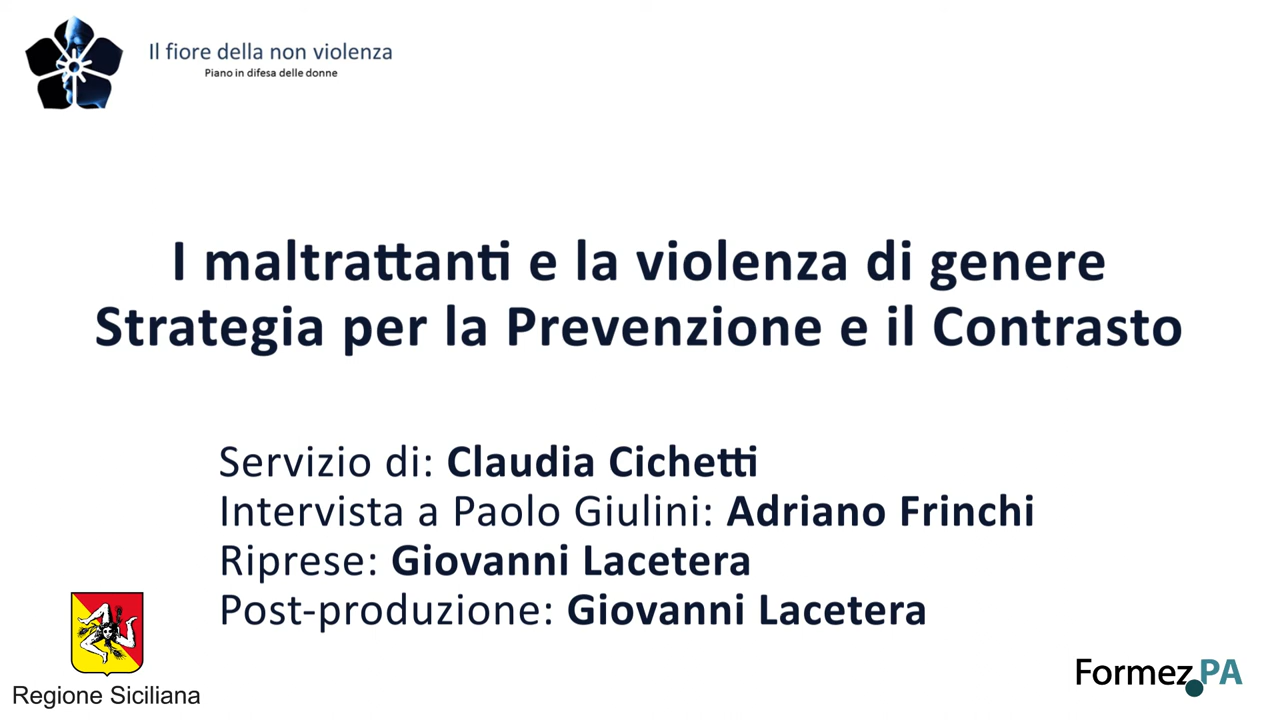 Il fiore della non violenza
Piano in difesa delle donne
I maltrattanti e la violenza di genere
Strategia per la Prevenzione e il Contrasto
Servizio di: Claudia Cichetti
Intervista a Paolo Giulini: Adriano Frinchi
Riprese: Giovanni Lacetera
Post-produzione: Giovanni Lacetera
Regione Siciliana
Formez PA